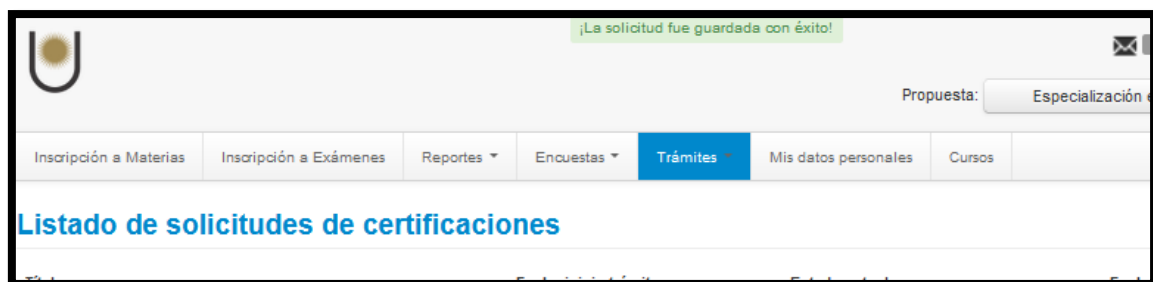 ¡La solicitud fue guardada con éxito!
Propuesta: Especialización
Inscripción a Materias Inscripción a Exámenes Reportes Encuestas Trámites Mis datos personales Cursos
Listado de solicitudes de certificaciones